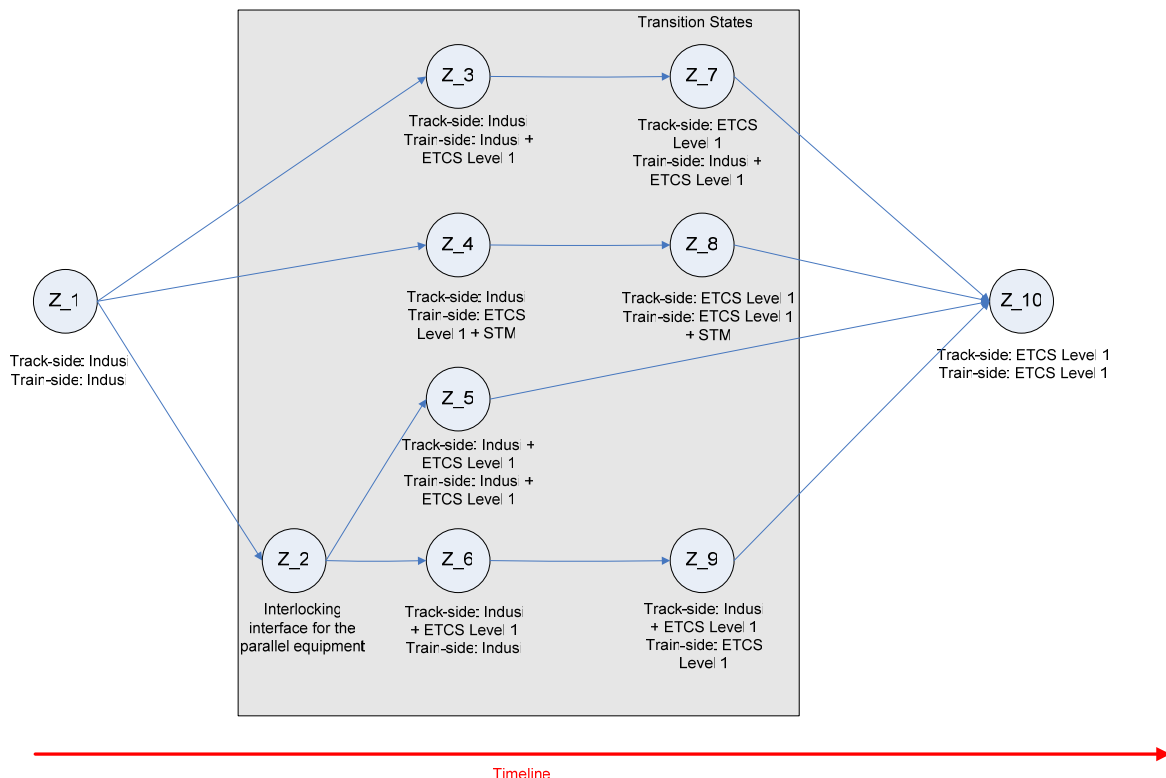 Transition States
Z_3
Track-side: Indusi
Train-side: Indusi +
ETCS Level 1
Z_7
Track-side: ETCS
Level 1
Train-side: Indusi +
ETCS Level 1
Z_4
Track-side: Indusi
Train-side: ETCS
Level 1 + STM
Z_8
Track-side: ETCS Level 1
Train-side: ETCS Level 1
+ STM
Z_1
Track-side: Indusi
Train-side: Indusi
Z_10
Track-side: ETCS Level 1
Train-side: ETCS Level 1
Z_5
Track-side: Indusi +
ETCS Level 1
Train-side: Indusi +
ETCS Level 1
Z_2
Interlocking
interface for the
parallel equipment
Z_6
Track-side: Indusi
+ ETCS Level 1
Train-side: Indusi
Z_9
Track-side: Indusi
+ ETCS Level 1
Train-side: ETCS
Level 1
Timeline